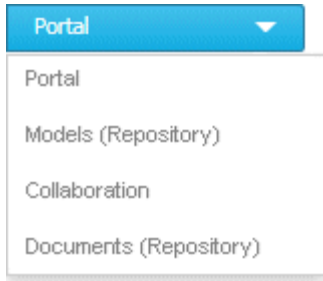 Portal
Portal
Models (Repository)
Collaboration
Documents (Repository)